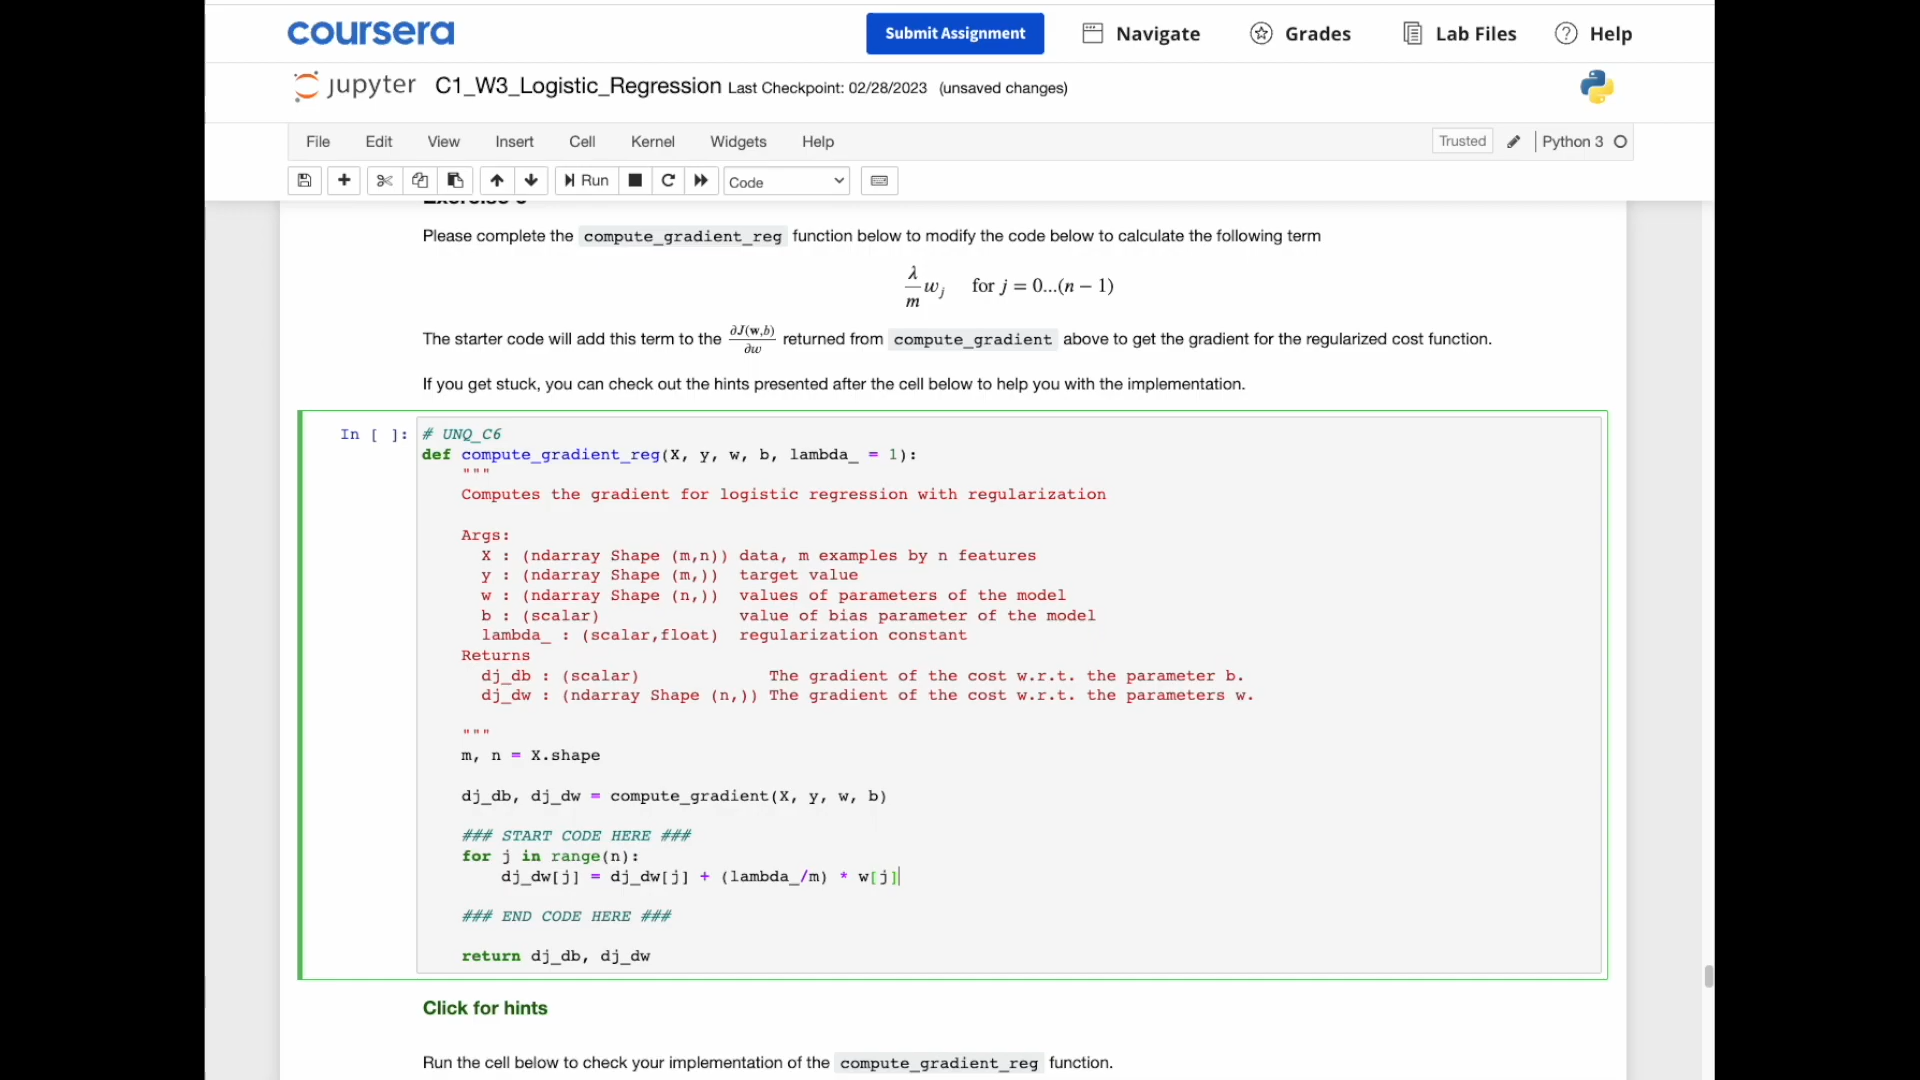 coursera
Submit Assignment Navigate Grades Lab Files Help
jupyter C1_W3_Logistic_Regression Last Checkpoint: 02/28/2023 (unsaved changes)
File Edit View Insert Cell Kernel Widgets Help Trusted Python 3
Run Code
Please complete the compute_gradient_reg function below to modify the code below to calculate the following term
λ/m w_j for j = 0...(n − 1)
The starter code will add this term to the ∂J(w,b)/∂w returned from compute_gradient above to get the gradient for the regularized cost function.
If you get stuck, you can check out the hints presented after the cell below to help you with the implementation.
In [ ]: # UNQ_C6
def compute_gradient_reg(X, y, w, b, lambda_ = 1):
"""
Computes the gradient for logistic regression with regularization
Args:
X : (ndarray Shape (m,n)) data, m examples by n features
y : (ndarray Shape (m,)) target value
w : (ndarray Shape (n,)) values of parameters of the model
b : (scalar) value of bias parameter of the model
lambda_ : (scalar,float) regularization constant
Returns
dj_db : (scalar) The gradient of the cost w.r.t. the parameter b.
dj_dw : (ndarray Shape (n,)) The gradient of the cost w.r.t. the parameters w.
"""
m, n = X.shape
dj_db, dj_dw = compute_gradient(X, y, w, b)
### START CODE HERE ###
for j in range(n):
dj_dw[j] = dj_dw[j] + (lambda_/m) * w[j]
### END CODE HERE ###
return dj_db, dj_dw
Click for hints
Run the cell below to check your implementation of the compute_gradient_reg function.